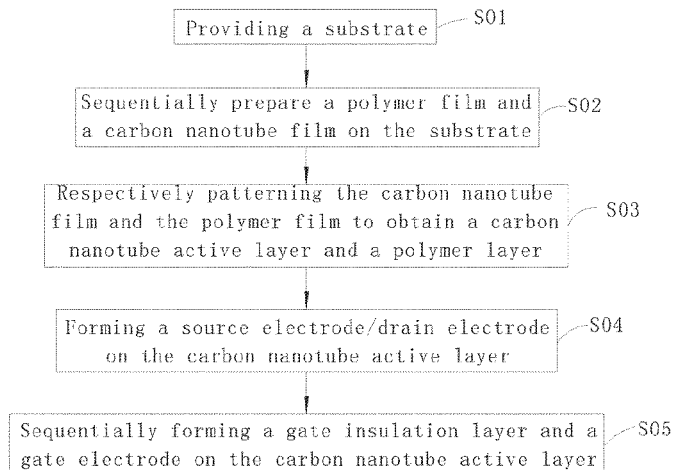 Providing a substrate
S01
Sequentially prepare a polymer film and
a carbon nanotube film on the substrate
S02
Respectively patterning the carbon nanotube
film and the polymer film to obtain a carbon
nanotube active layer and a polymer layer
S03
Forming a source electrode/drain electrode
on the carbon nanotube active layer
S04
Sequentially forming a gate insulation layer and a
gate electrode on the carbon nanotube active layer
S05